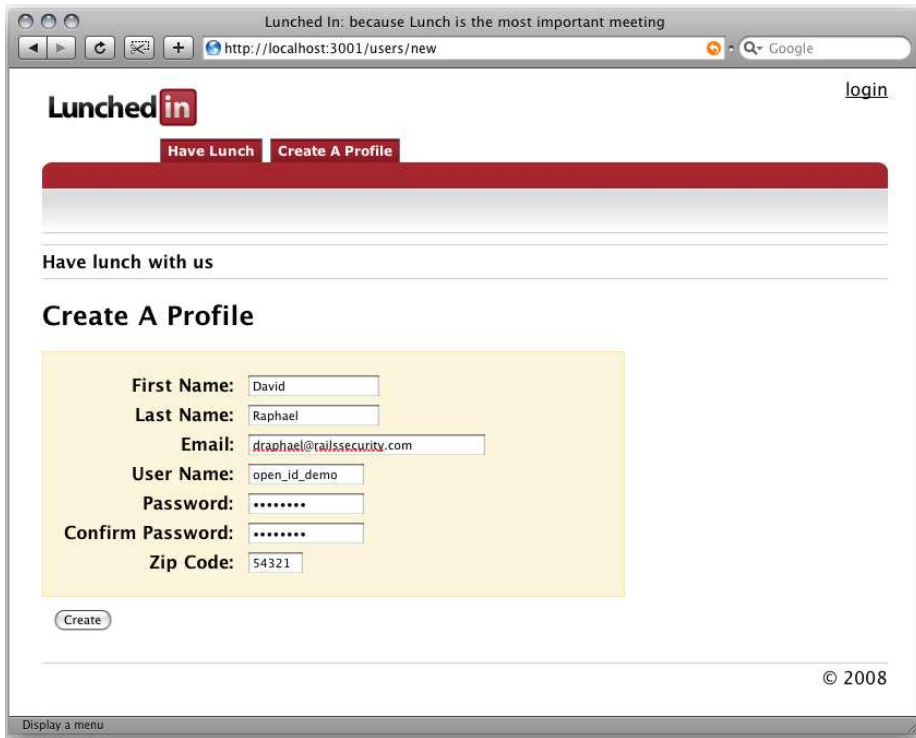 Lunched In: because Lunch is the most important meeting
http://localhost:3001/users/new
Google
login
Lunched in
Have Lunch Create A Profile
Have lunch with us
Create A Profile
First Name: David
Last Name: Raphael
Email: draphael@railssecurity.com
User Name: open_id_demo
Password: ••••••••
Confirm Password: ••••••••
Zip Code: 54321
Create
© 2008
Display a menu